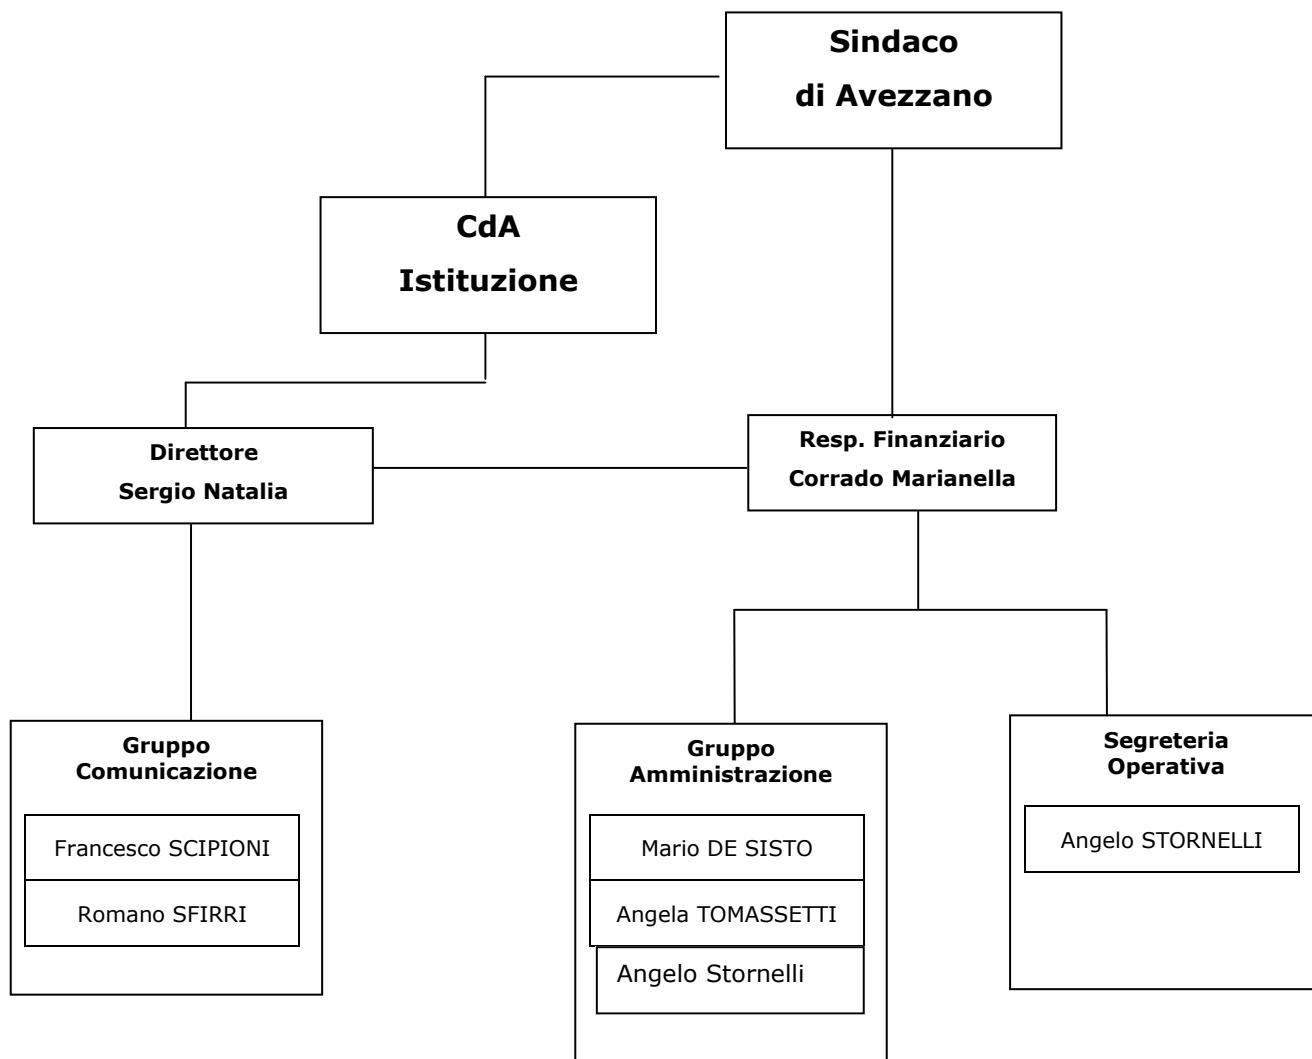 Sindaco
di Avezzano
CdA
Istituzione
Direttore
Sergio Natalia
Resp. Finanziario
Corrado Marianella
Gruppo
Comunicazione
Francesco SCIPIONI
Romano SFIRRI
Gruppo
Amministrazione
Mario DE SISTO
Angela TOMASSETTI
Angelo Stornelli
Segreteria
Operativa
Angelo STORNELLI